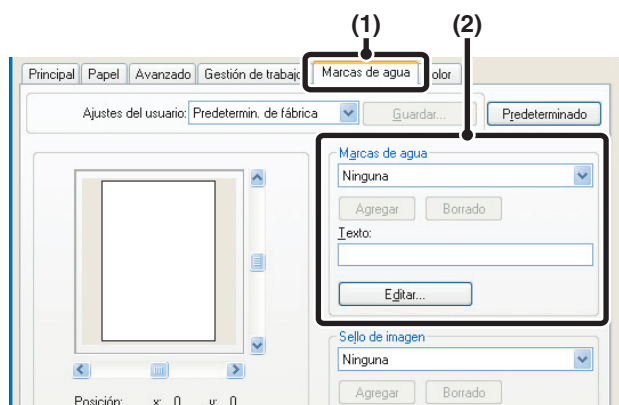 (1) (2)
Principal Papel Avanzado Gestión de trabajo Marcas de agua olor
Ajustes del usuario: Predetermin. de fábrica Guardar... Predeterminado
Marcas de agua
Ninguna
Agregar Borrado
Texto:
Editar...
Sello de imagen
Ninguna
Agregar Borrado
Posición: x: 0 y: 0